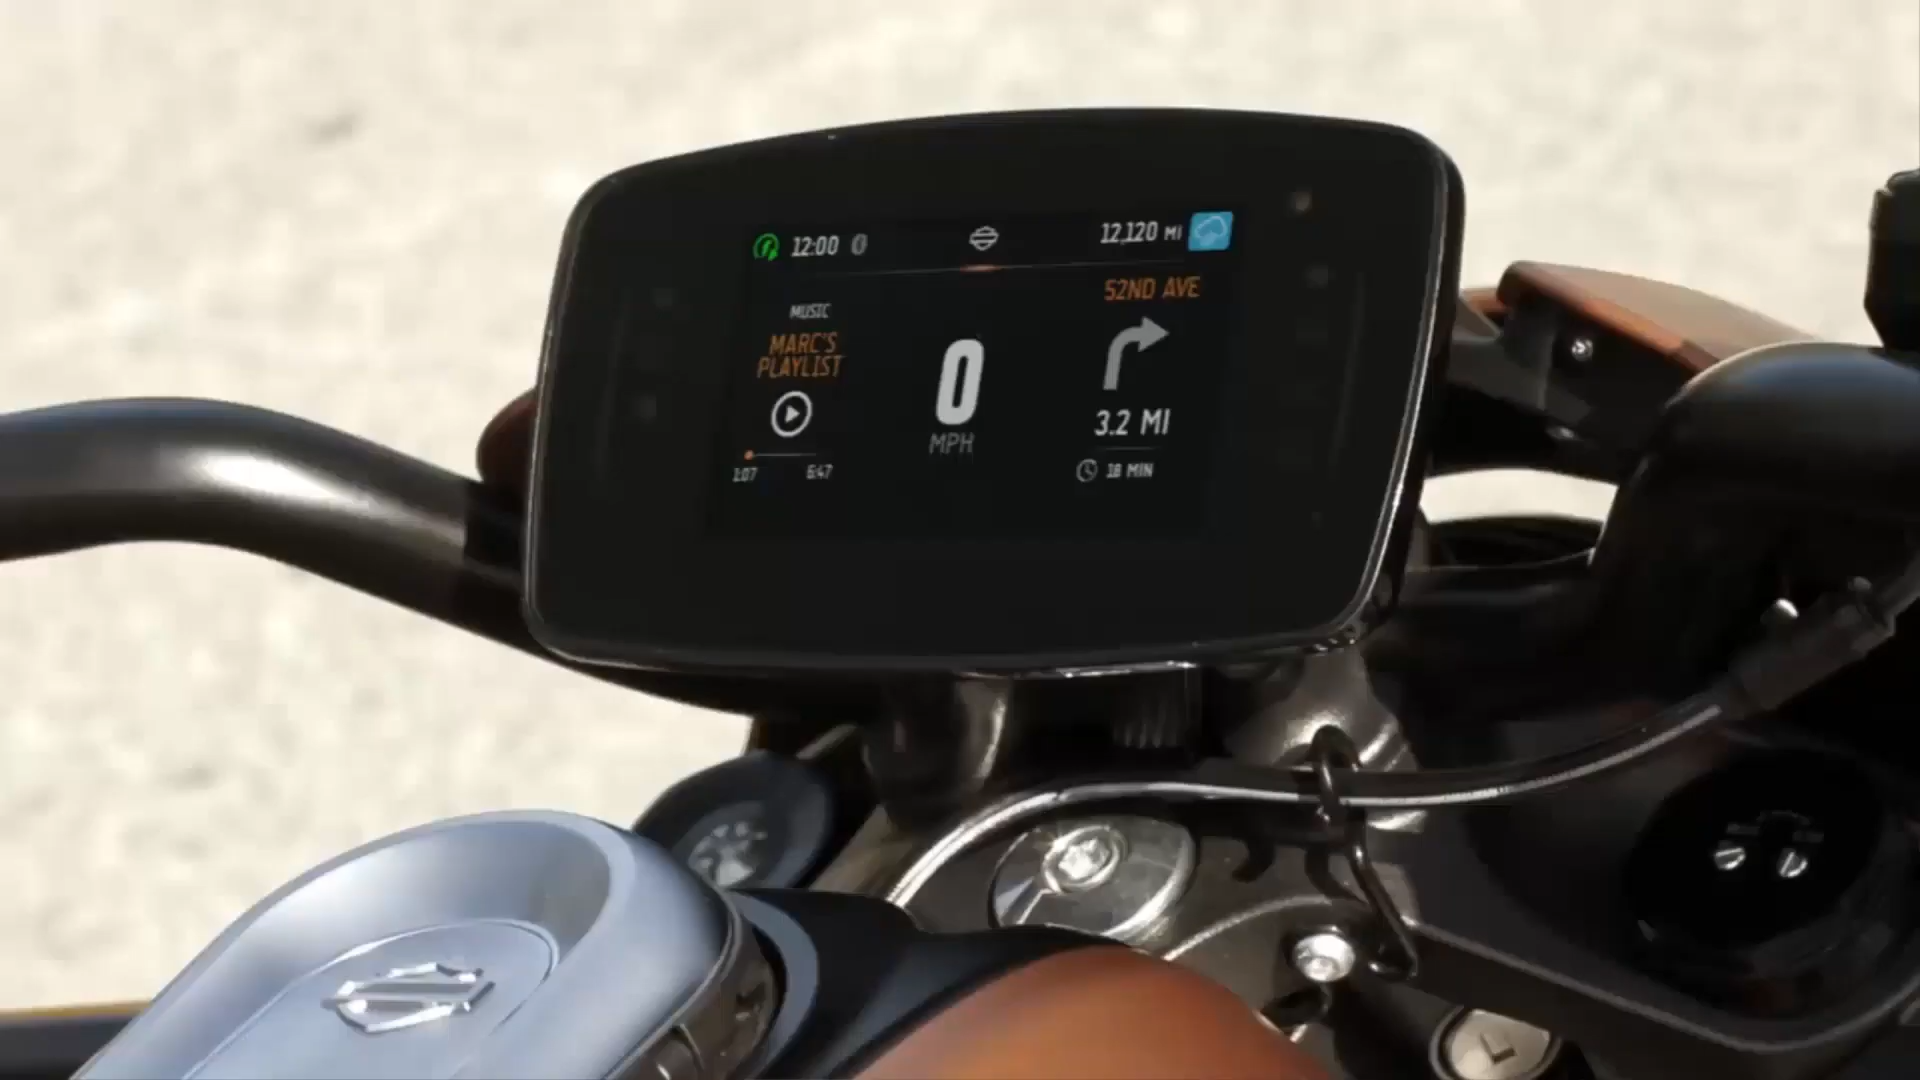 12:00
12,120 MI
MUSIC
MARC'S
PLAYLIST
1:07 6:47
0
MPH
52ND AVE
3.2 MI
18 MIN